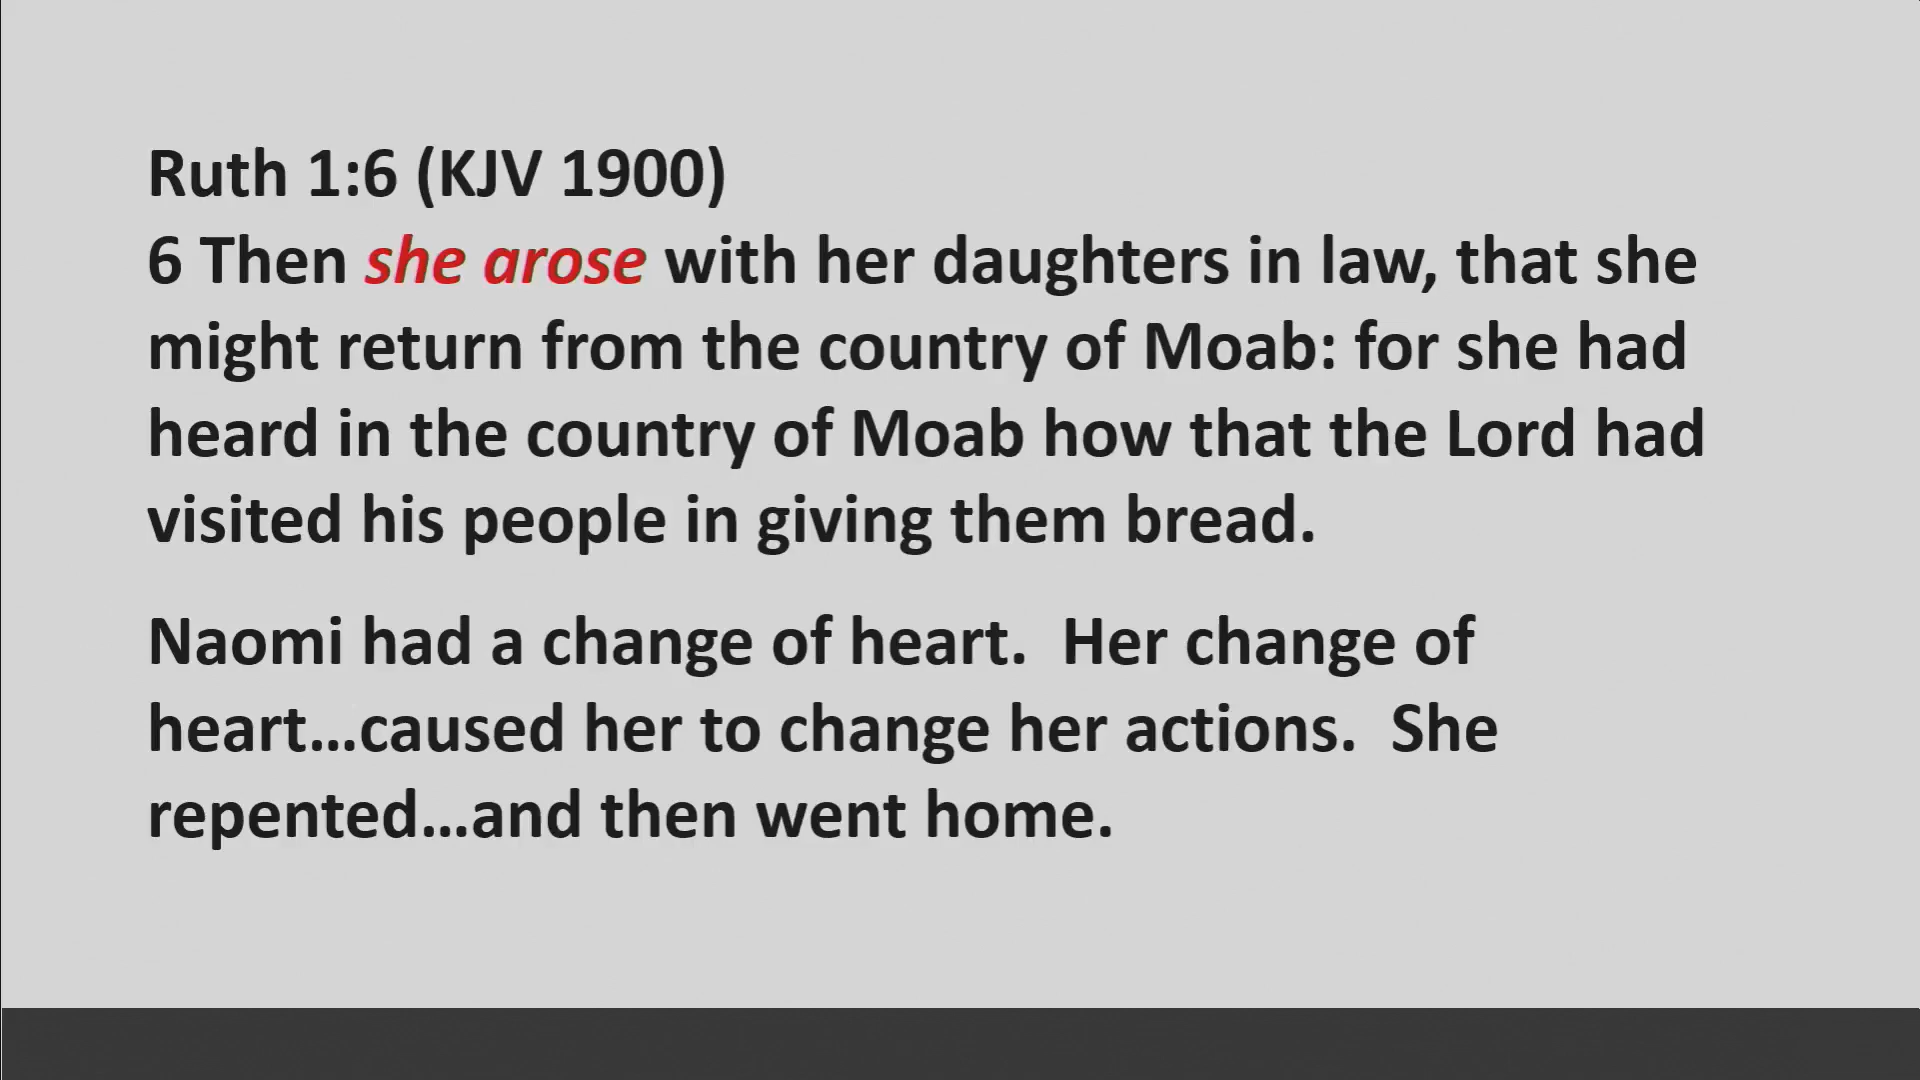 Ruth 1:6 (KJV 1900)
6 Then she arose with her daughters in law, that she
might return from the country of Moab: for she had
heard in the country of Moab how that the Lord had
visited his people in giving them bread.
Naomi had a change of heart.  Her change of
heart…caused her to change her actions.  She
repented…and then went home.